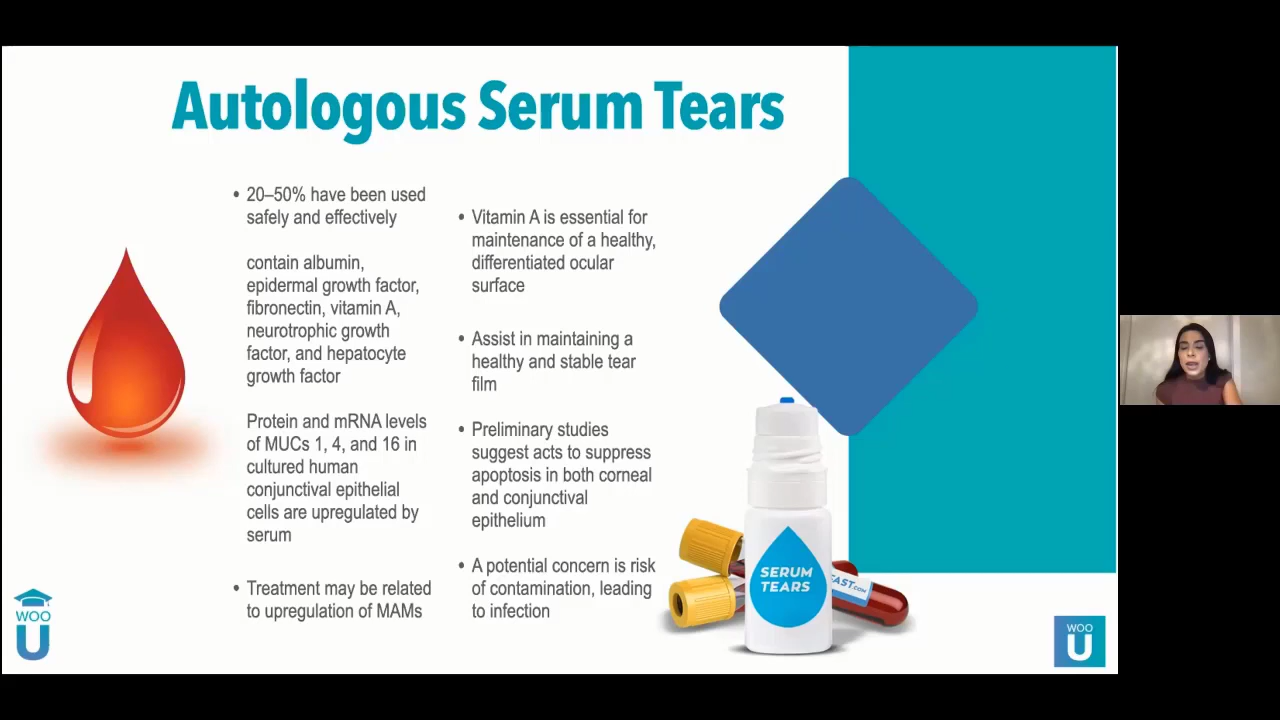 Autologous Serum Tears
• 20–50% have been used
safely and effectively
contain albumin,
epidermal growth factor,
fibronectin, vitamin A,
neurotrophic growth
factor, and hepatocyte
growth factor
Protein and mRNA levels
of MUCs 1, 4, and 16 in
cultured human
conjunctival epithelial
cells are upregulated by
serum
• Treatment may be related
to upregulation of MAMs
• Vitamin A is essential for
maintenance of a healthy,
differentiated ocular
surface
• Assist in maintaining a
healthy and stable tear
film
• Preliminary studies
suggest acts to suppress
apoptosis in both corneal
and conjunctival
epithelium
• A potential concern is risk
of contamination, leading
to infection
SERUM
TEARS
WOO
U
WOO
U